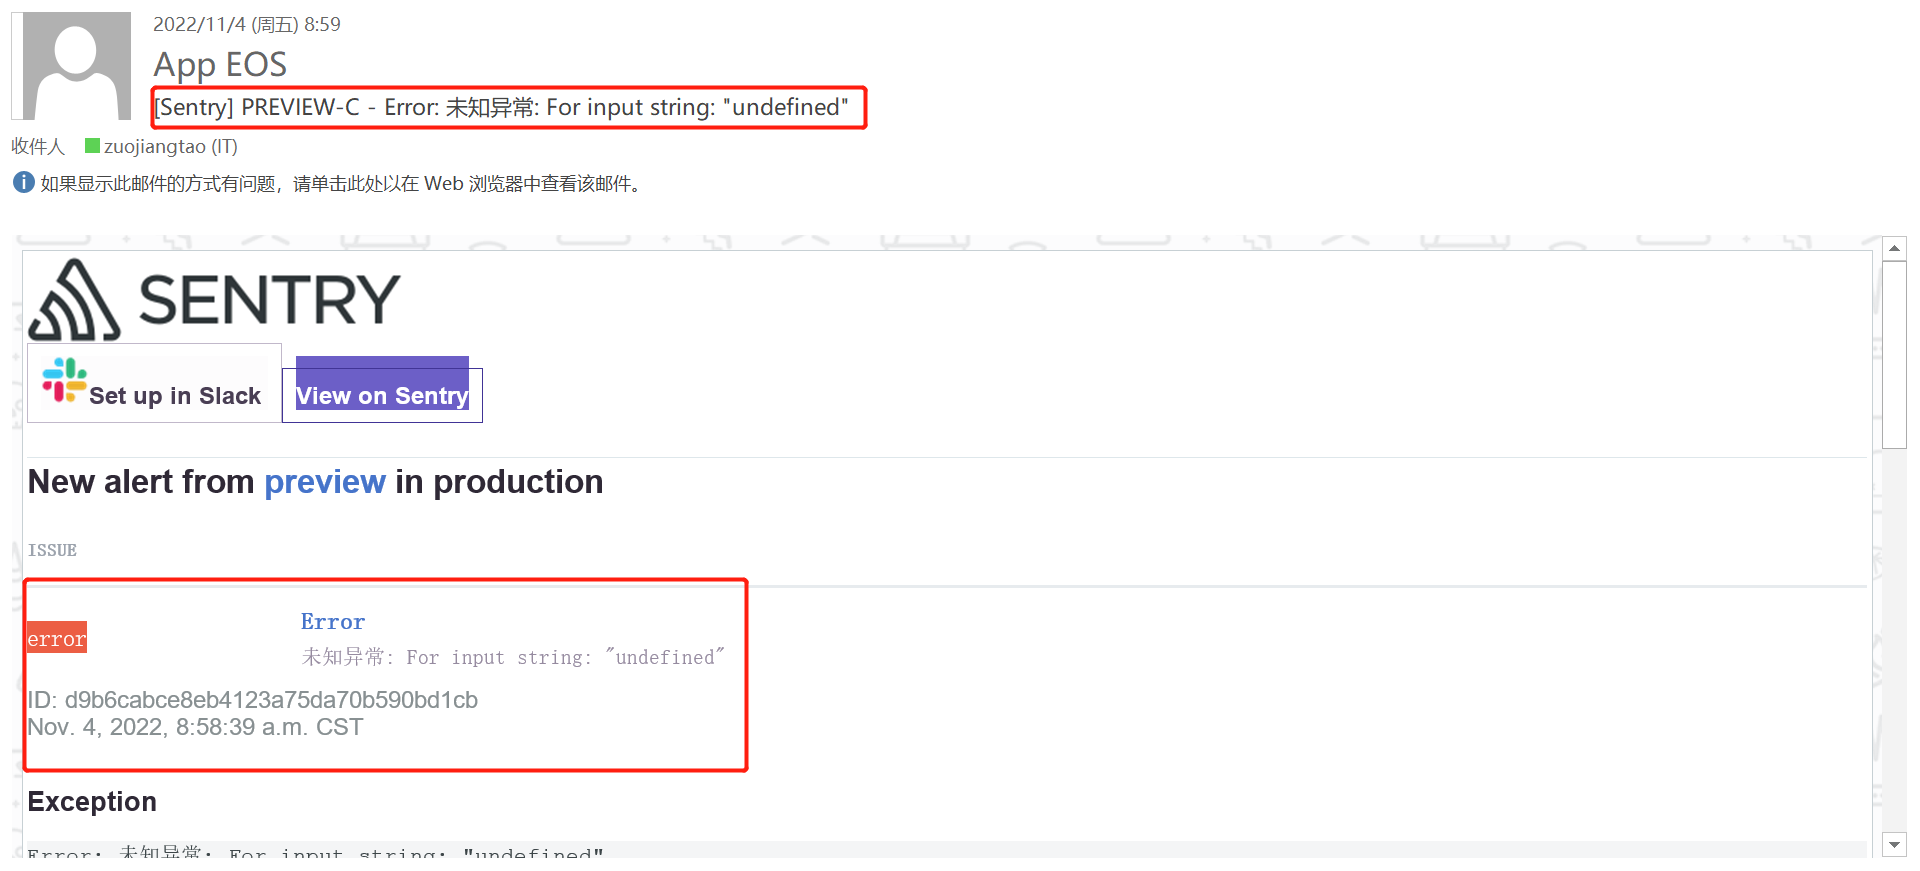 2022/11/4 (周五) 8:59
App EOS
[Sentry] PREVIEW-C - Error: 未知异常: For input string: "undefined"
收件人 zuojiangtao (IT)
如果显示此邮件的方式有问题，请单击此处以在 Web 浏览器中查看该邮件。
SENTRY
Set up in Slack View on Sentry
New alert from preview in production
ISSUE
Error
error
未知异常: For input string: "undefined"
ID: d9b6cabce8eb4123a75da70b590bd1cb
Nov. 4, 2022, 8:58:39 a.m. CST
Exception
Error: 未知异常: For input string: "undefined"